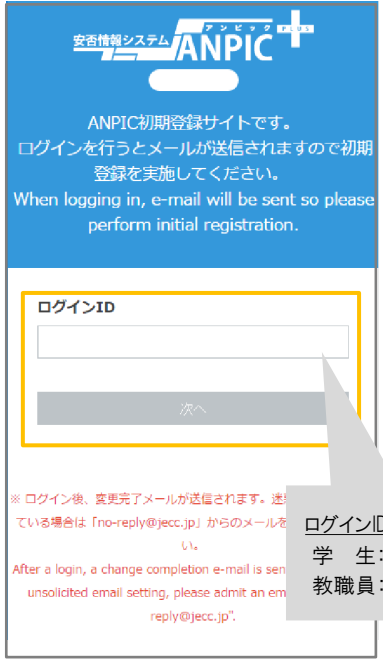 安否情報システム
アンピック PLUS
ANPIC
ANPIC初期登録サイトです。
ログインを行うとメールが送信されますので初期
登録を実施してください。
When logging in, e-mail will be sent so please
perform initial registration.
ログインID
次へ
※ ログイン後、変更完了メールが送信されます。迷
ている場合は「no-reply@jecc.jp」からのメールを
い。
After a login, a change completion e-mail is sen
unsolicited email setting, please admit an em
reply@jecc.jp".
ログインID
学 生:
教職員: